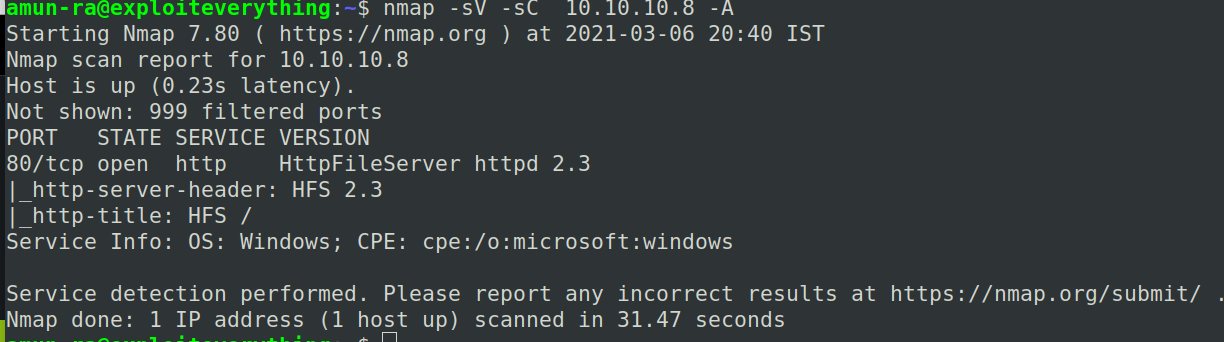 amun-ra@exploiteverything:~$ nmap -sV -sC  10.10.10.8 -A
Starting Nmap 7.80 ( https://nmap.org ) at 2021-03-06 20:40 IST
Nmap scan report for 10.10.10.8
Host is up (0.23s latency).
Not shown: 999 filtered ports
PORT   STATE SERVICE VERSION
80/tcp open  http    HttpFileServer httpd 2.3
|_http-server-header: HFS 2.3
|_http-title: HFS /
Service Info: OS: Windows; CPE: cpe:/o:microsoft:windows
Service detection performed. Please report any incorrect results at https://nmap.org/submit/ .
Nmap done: 1 IP address (1 host up) scanned in 31.47 seconds
amun-ra@exploiteverything:~$